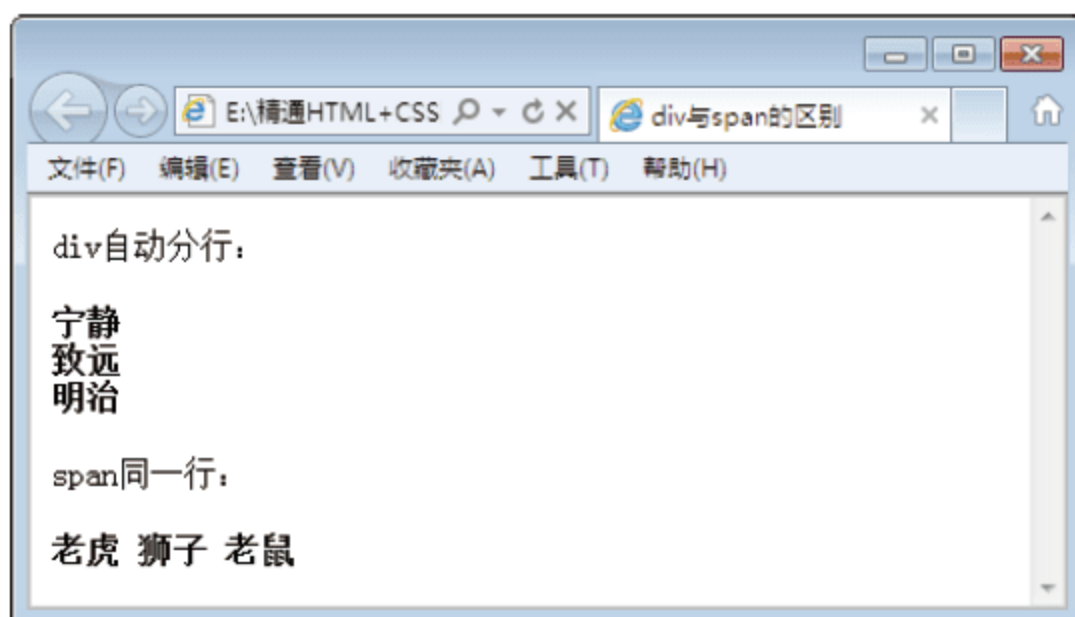 E:\精通HTML+CSS
div与span的区别
文件(F) 编辑(E) 查看(V) 收藏夹(A) 工具(T) 帮助(H)
div自动分行：
宁静
致远
明治
span同一行：
老虎 狮子 老鼠